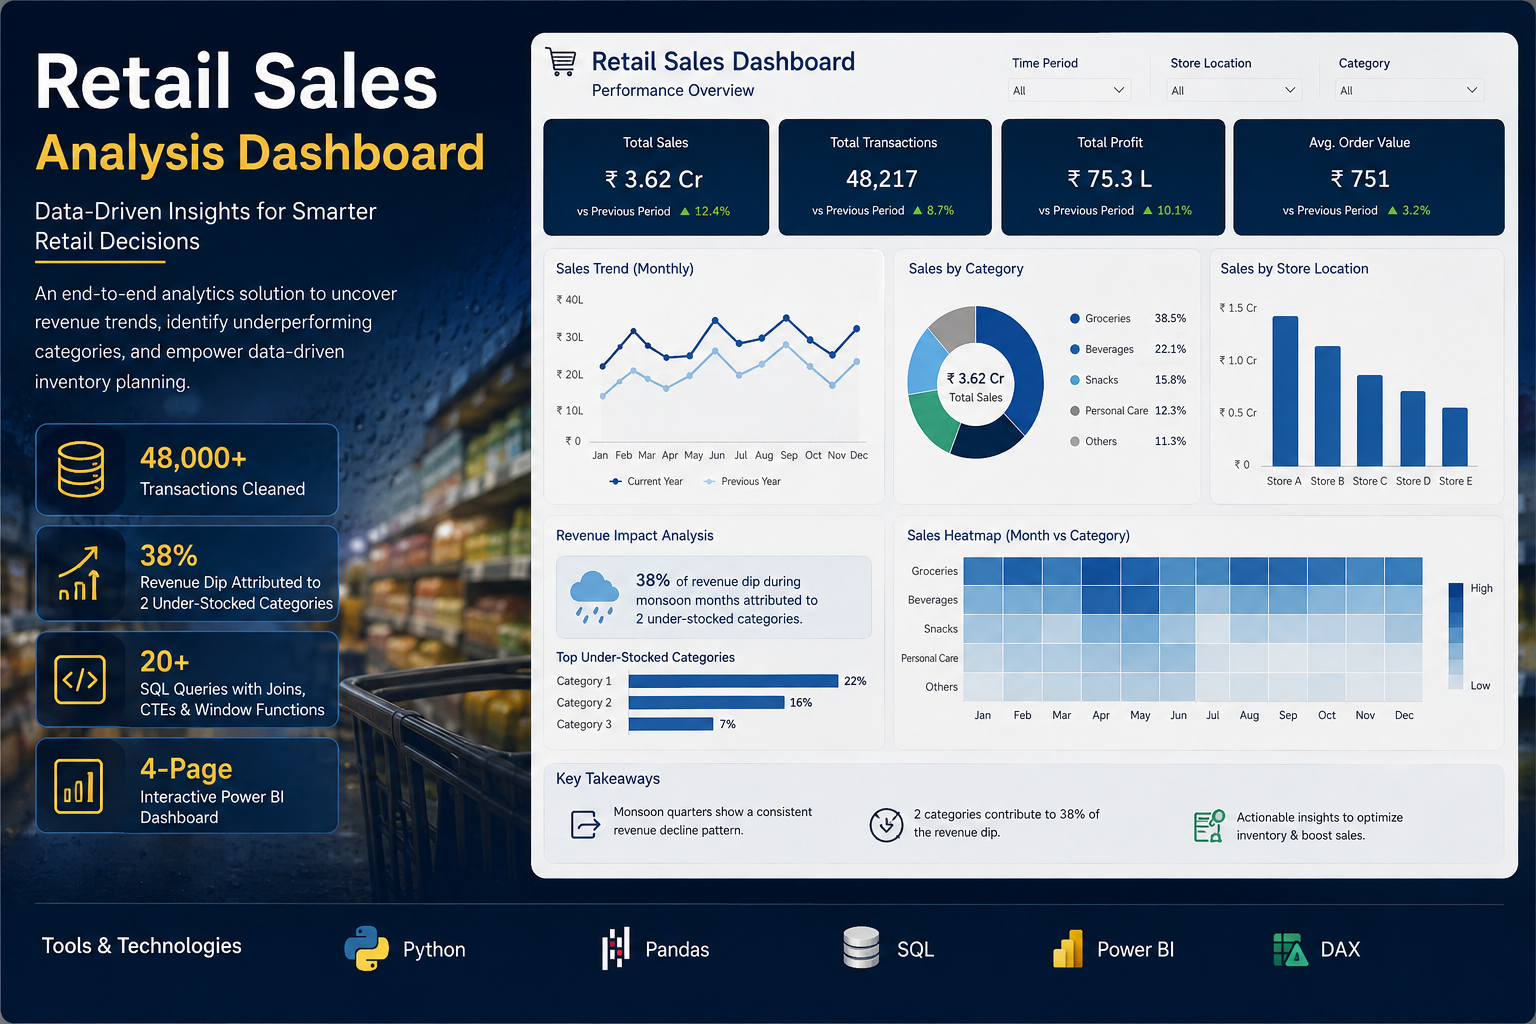 Retail Sales
Analysis Dashboard
Data-Driven Insights for Smarter
Retail Decisions
An end-to-end analytics solution to uncover
revenue trends, identify underperforming
categories, and empower data-driven
inventory planning.
48,000+
Transactions Cleaned
38%
Revenue Dip Attributed to
2 Under-Stocked Categories
20+
</>
SQL Queries with Joins,
CTEs & Window Functions
4-Page
Interactive Power BI
Dashboard
Retail Sales Dashboard
Performance Overview
Time Period
All
Store Location
All
Category
All
Total Sales
₹ 3.62 Cr
vs Previous Period ▲ 12.4%
Total Transactions
48,217
vs Previous Period ▲ 8.7%
Total Profit
₹ 75.3 L
vs Previous Period ▲ 10.1%
Avg. Order Value
₹ 751
vs Previous Period ▲ 3.2%
Sales Trend (Monthly)
₹ 40L
₹ 30L
₹ 20L
₹ 10L
₹ 0
Jan Feb Mar Apr May Jun Jul Aug Sep Oct Nov Dec
Current Year Previous Year
Sales by Category
₹ 3.62 Cr
Total Sales
Groceries 38.5%
Beverages 22.1%
Snacks 15.8%
Personal Care 12.3%
Others 11.3%
Sales by Store Location
₹ 1.5 Cr
₹ 1.0 Cr
₹ 0.5 Cr
₹ 0
Store A Store B Store C Store D Store E
Revenue Impact Analysis
38% of revenue dip during
monsoon months attributed to
2 under-stocked categories.
Top Under-Stocked Categories
Category 1 22%
Category 2 16%
Category 3 7%
Sales Heatmap (Month vs Category)
Groceries
Beverages
Snacks
Personal Care
Others
Jan Feb Mar Apr May Jun Jul Aug Sep Oct Nov Dec
High
Low
Key Takeaways
Monsoon quarters show a consistent
revenue decline pattern.
2 categories contribute to 38% of
the revenue dip.
Actionable insights to optimize
inventory & boost sales.
Tools & Technologies
Python
Pandas
SQL
Power BI
DAX